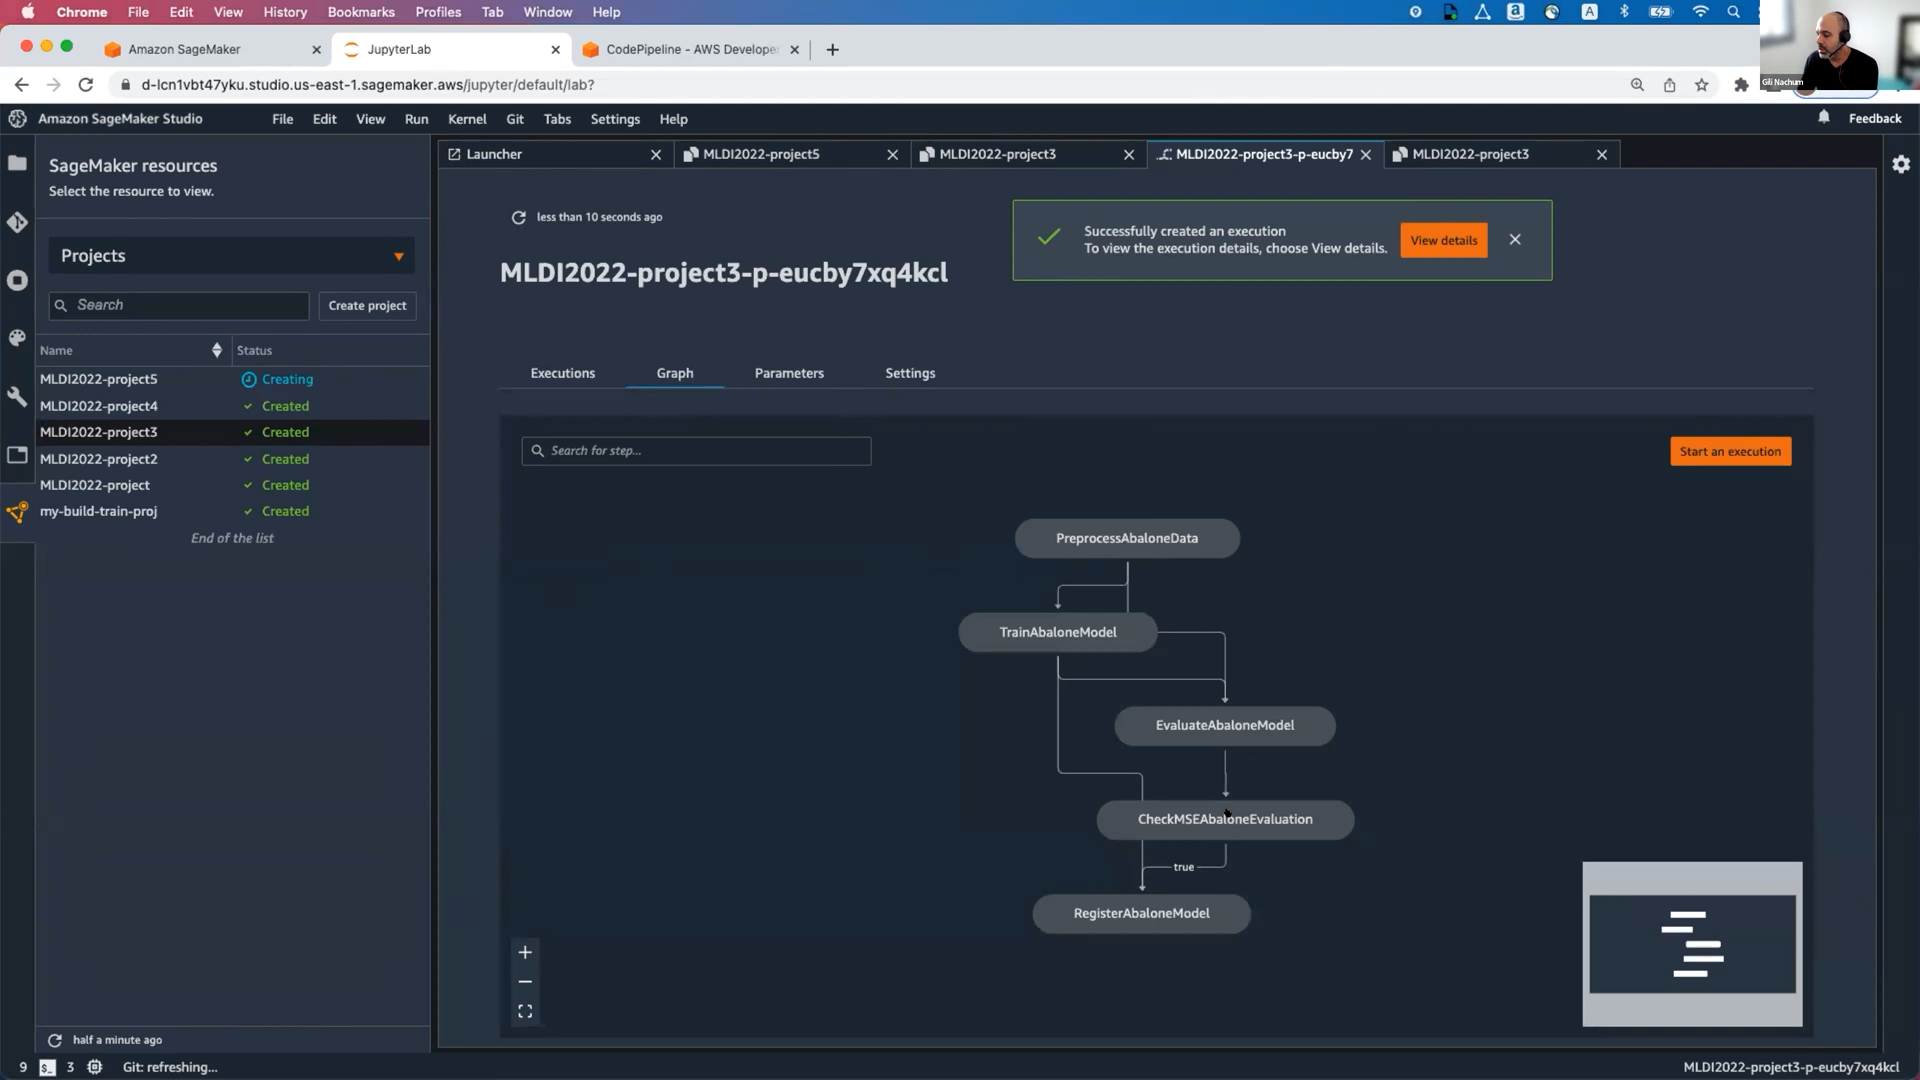 Chrome File Edit View History Bookmarks Profiles Tab Window Help
Amazon SageMaker
JupyterLab
CodePipeline - AWS Developer
d-lcn1vbt47yku.studio.us-east-1.sagemaker.aws/jupyter/default/lab?
Gili Nachum
Amazon SageMaker Studio
File Edit View Run Kernel Git Tabs Settings Help
Feedback
SageMaker resources
Select the resource to view.
Projects
Search
Create project
Name Status
MLDI2022-project5 Creating
MLDI2022-project4 Created
MLDI2022-project3 Created
MLDI2022-project2 Created
MLDI2022-project Created
my-build-train-proj Created
End of the list
half a minute ago
Launcher
MLDI2022-project5
MLDI2022-project3
MLDI2022-project3-p-eucby7
MLDI2022-project3
less than 10 seconds ago
Successfully created an execution
To view the execution details, choose View details.
View details
MLDI2022-project3-p-eucby7xq4kcl
Executions Graph Parameters Settings
Search for step...
Start an execution
PreprocessAbaloneData
TrainAbaloneModel
EvaluateAbaloneModel
CheckMSEAbaloneEvaluation
true
RegisterAbaloneModel
9 $_ 3 Git: refreshing...
MLDI2022-project3-p-eucby7xq4kcl